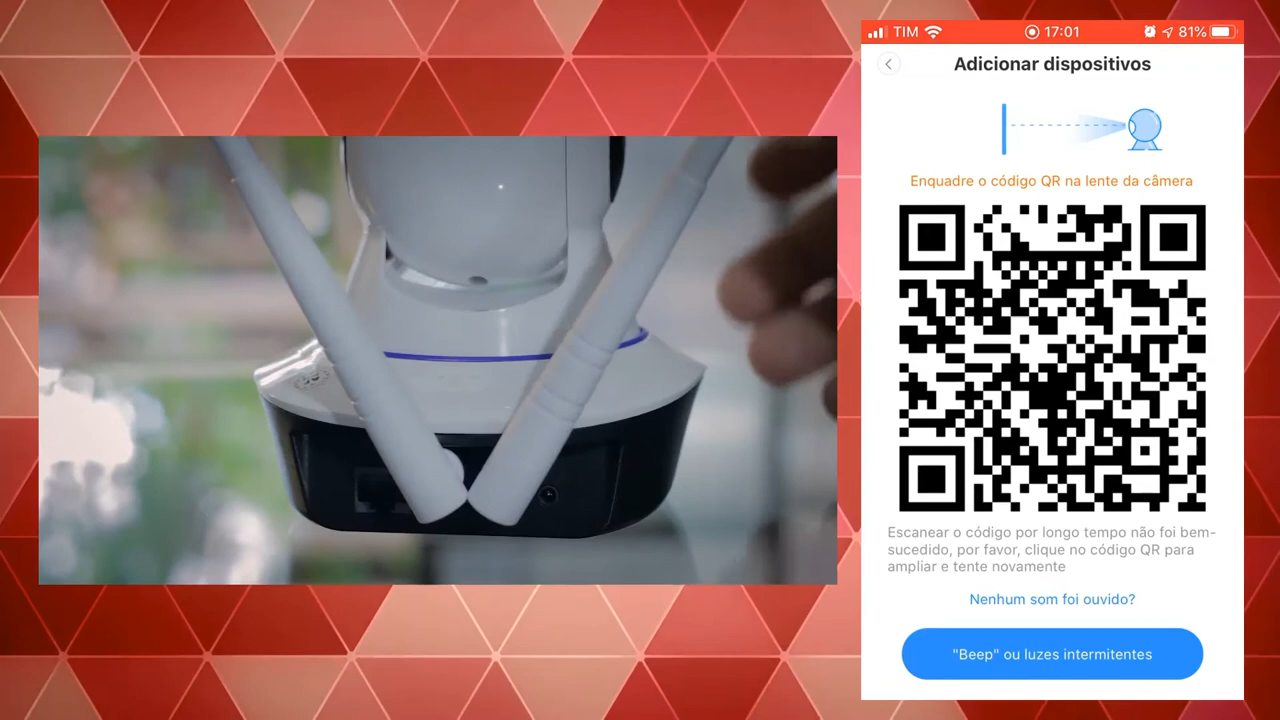 TIM 17:01 81%
Adicionar dispositivos
Enquadre o código QR na lente da câmera
Escanear o código por longo tempo não foi bem-
sucedido, por favor, clique no código QR para
ampliar e tente novamente
Nenhum som foi ouvido?
"Beep" ou luzes intermitentes